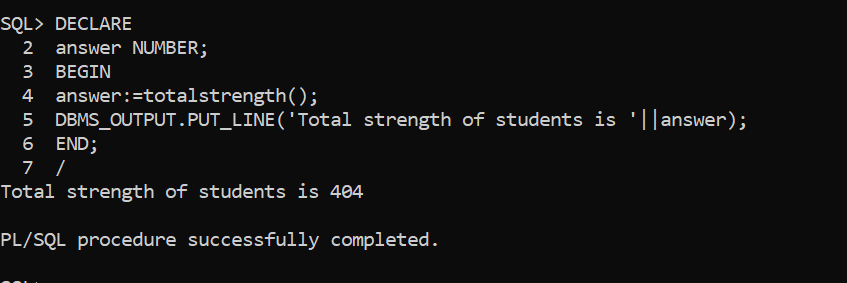 SQL> DECLARE
2 answer NUMBER;
3 BEGIN
4 answer:=totalstrength();
5 DBMS_OUTPUT.PUT_LINE('Total strength of students is '||answer);
6 END;
7 /
Total strength of students is 404
PL/SQL procedure successfully completed.